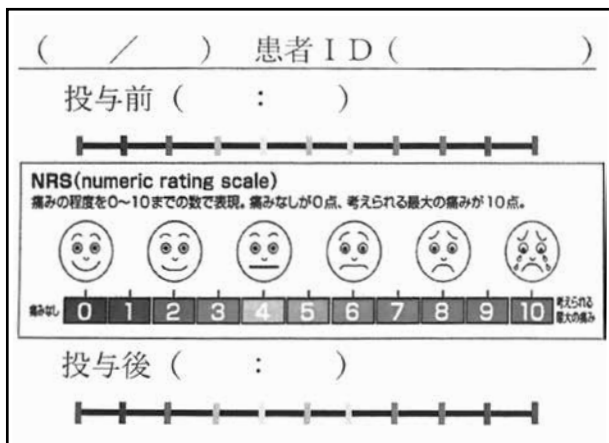 ( / ) 患者ID( )
投与前( : )
NRS(numeric rating scale)
痛みの程度を0〜10までの数で表現。痛みなしが0点、考えられる最大の痛みが10点。
痛みなし 0 1 2 3 4 5 6 7 8 9 10 考えられる最大の痛み
投与後( : )